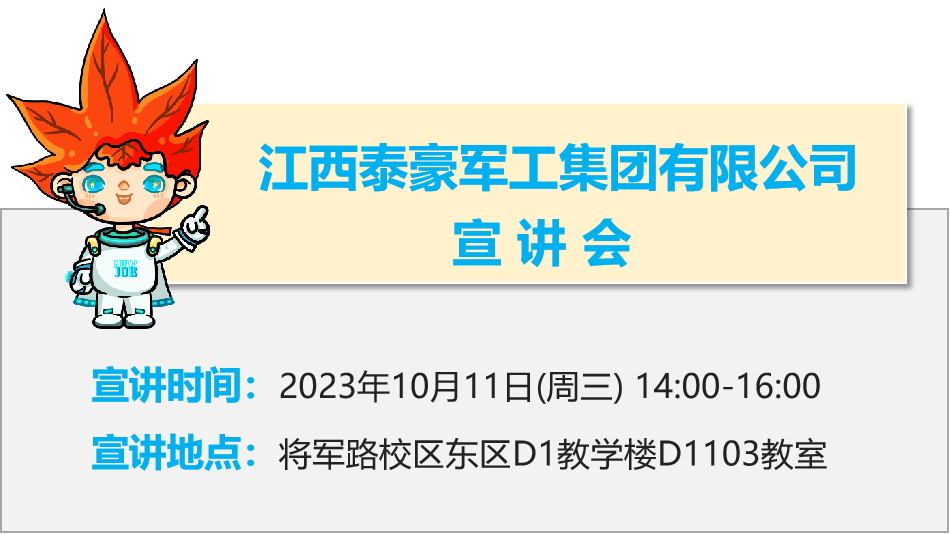 江西泰豪军工集团有限公司
宣讲会
JOB
宣讲时间：2023年10月11日(周三) 14:00-16:00
宣讲地点：将军路校区东区D1教学楼D1103教室